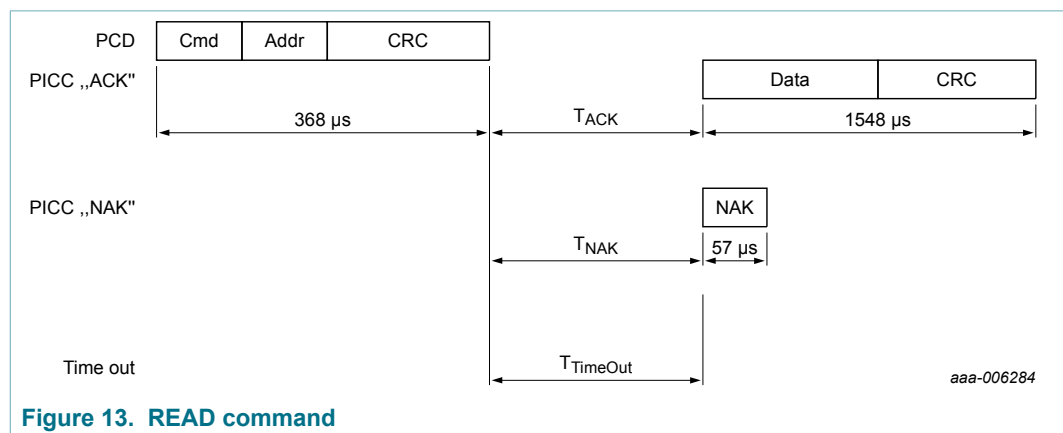 PCD Cmd Addr CRC
PICC ,,ACK" Data CRC
368 µs TACK 1548 µs
PICC ,,NAK" NAK
TNAK 57 µs
Time out TTimeOut aaa-006284
Figure 13. READ command